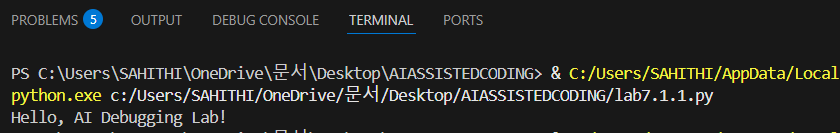 PROBLEMS 5 OUTPUT DEBUG CONSOLE TERMINAL PORTS
PS C:\Users\SAHITHI\OneDrive\문서\Desktop\AIASSISTEDCODING> & C:/Users/SAHITHI/AppData/Local
python.exe c:/Users/SAHITHI/OneDrive/문서/Desktop/AIASSISTEDCODING/lab7.1.1.py
Hello, AI Debugging Lab!